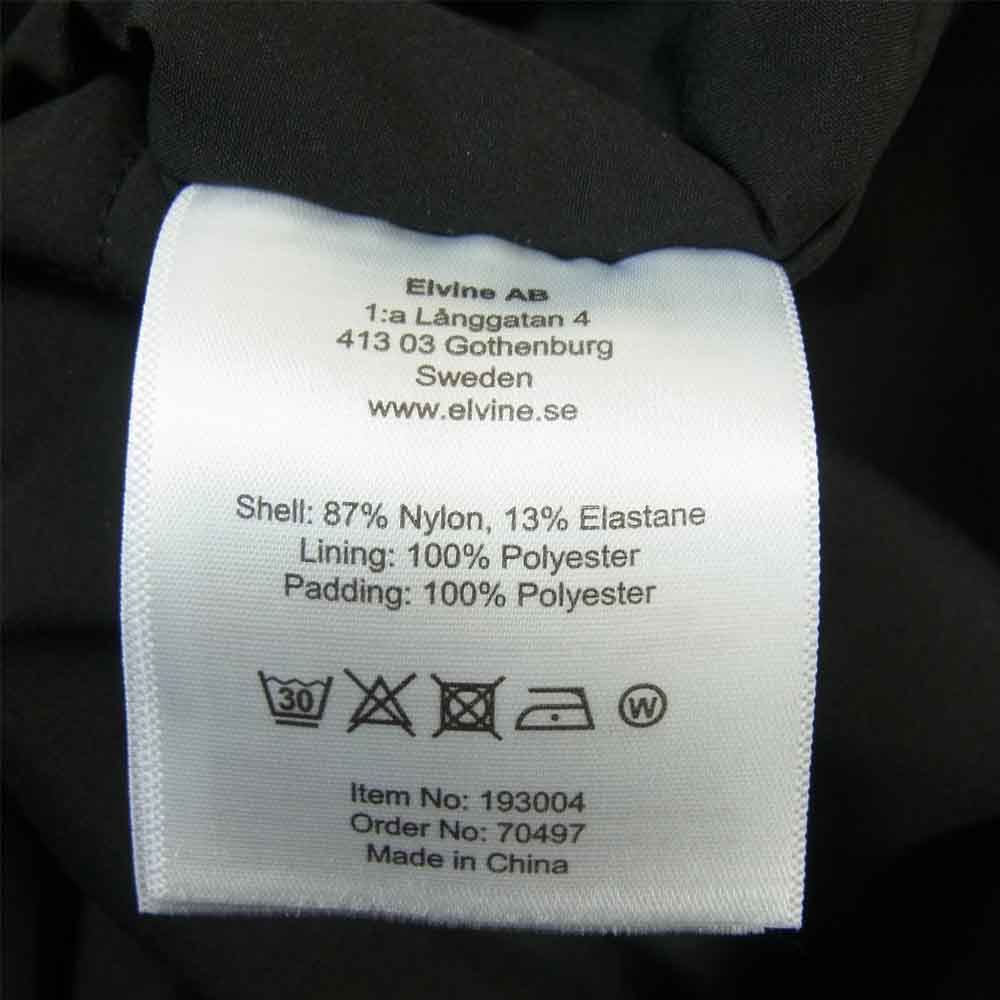 Elvine AB
1:a Långgatan 4
413 03 Gothenburg
Sweden
www.elvine.se
Shell: 87% Nylon, 13% Elastane
Lining: 100% Polyester
Padding: 100% Polyester
30 W
Item No: 193004
Order No: 70497
Made in China